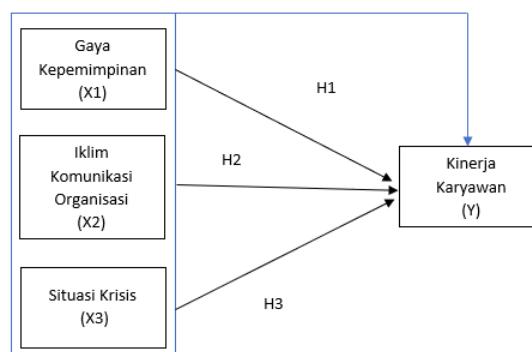 Gaya
Kepemimpinan
(X1)
H1
Iklim
Komunikasi
Organisasi
(X2)
H2
Kinerja
Karyawan
(Y)
Situasi Krisis
(X3)
H3